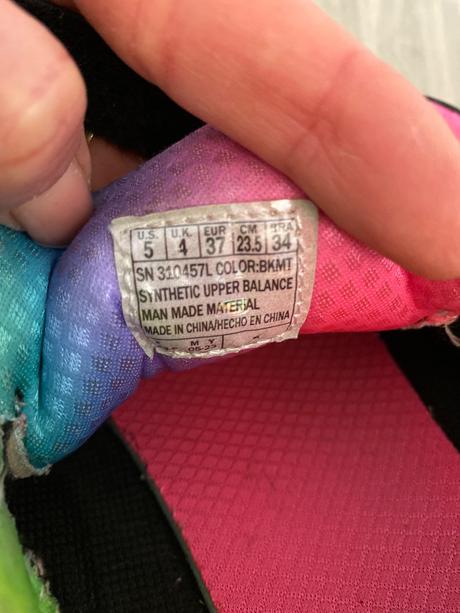 U.S. U.K. EUR CM BRA
5 4 37 23.5 34
SN 310457L COLOR:BKMT
SYNTHETIC UPPER BALANCE
MAN MADE MATERIAL
MADE IN CHINA/HECHO EN CHINA
M Y